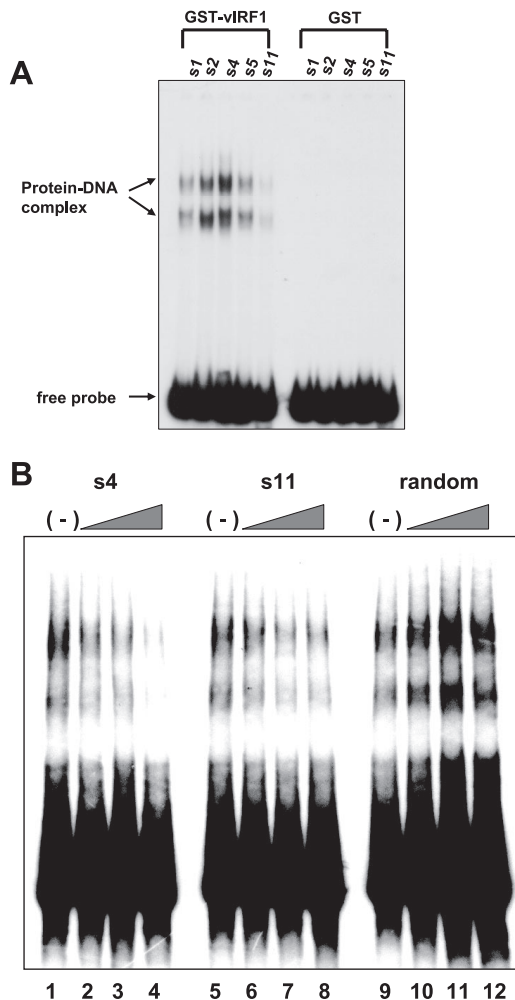 GST-vIRF1 GST
s1 s2 s4 s5 s11 s1 s2 s4 s5 s11
A
Protein-DNA
complex
free probe
B
s4 s11 random
( - ) ( - ) ( - )
1 2 3 4 5 6 7 8 9 10 11 12